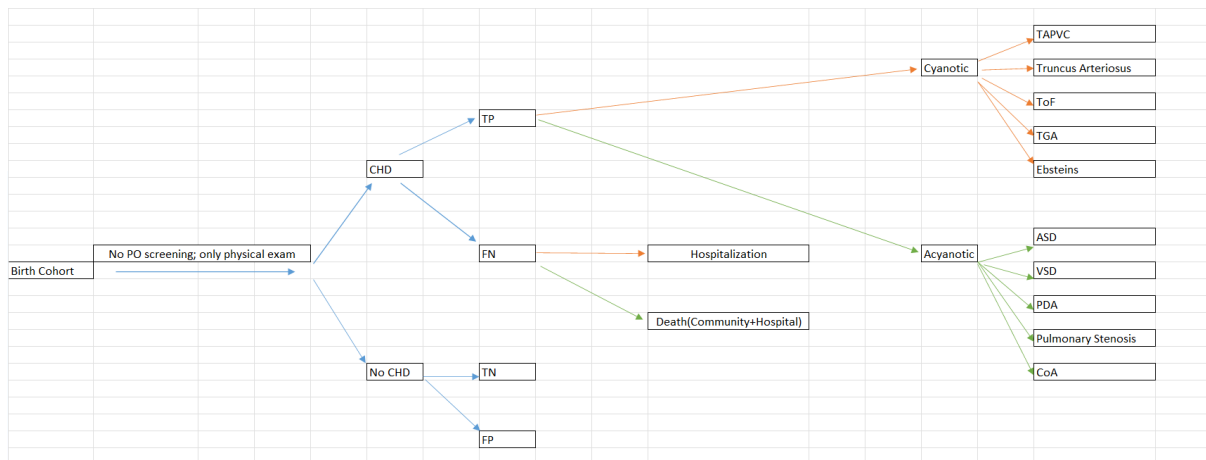 TAPVC
Cyanotic
Truncus Arteriosus
ToF
TP
TGA
CHD
Ebsteins
ASD
No PO screening; only physical exam
FN
Hospitalization
Acyanotic
Birth Cohort
VSD
PDA
Death(Community+Hospital)
Pulmonary Stenosis
No CHD
TN
CoA
FP